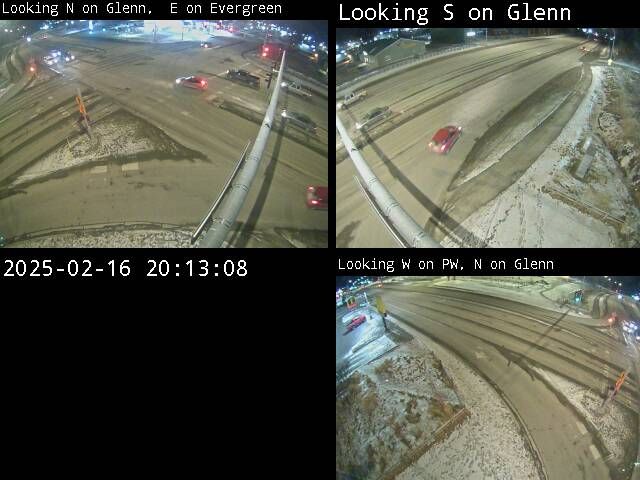 Looking N on Glenn, E on Evergreen
Looking S on Glenn
2025-02-16 20:13:08
Looking W on PW, N on Glenn